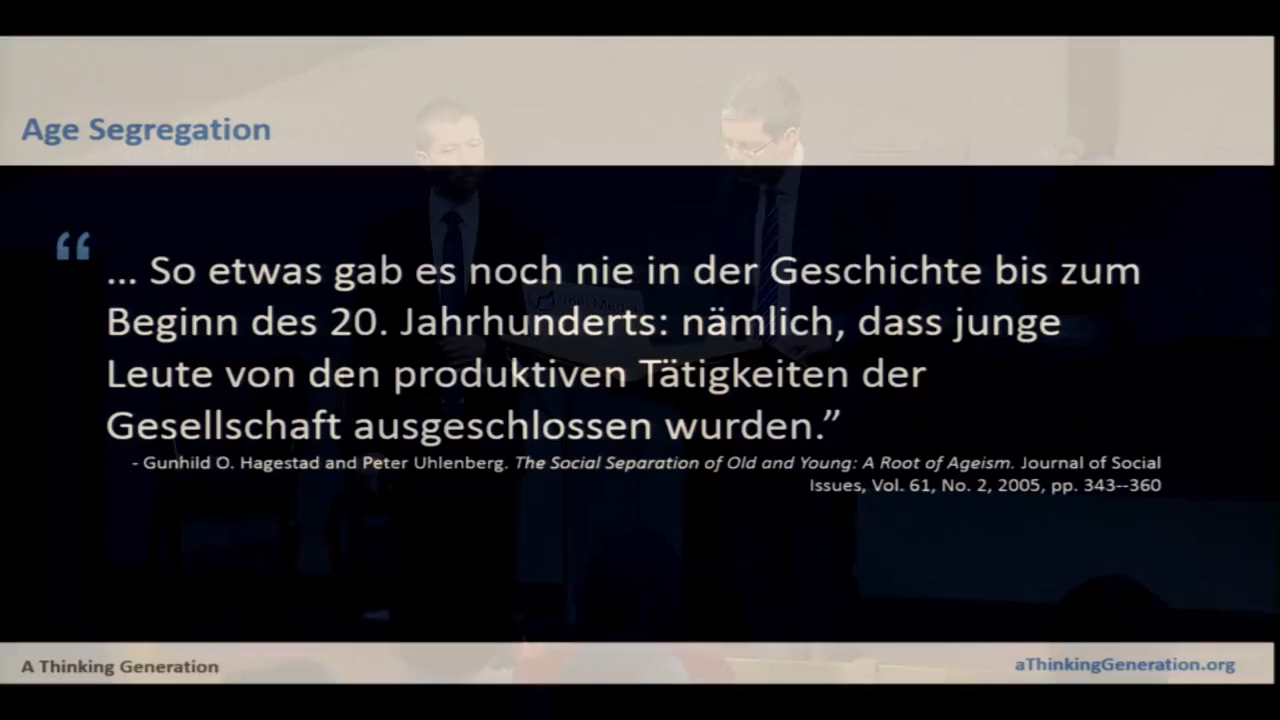 Age Segregation
“
... So etwas gab es noch nie in der Geschichte bis zum
Beginn des 20. Jahrhunderts: nämlich, dass junge
Leute von den produktiven Tätigkeiten der
Gesellschaft ausgeschlossen wurden.”
- Gunhild O. Hagestad and Peter Uhlenberg. The Social Separation of Old and Young: A Root of Ageism. Journal of Social
Issues, Vol. 61, No. 2, 2005, pp. 343--360
A Thinking Generation
aThinkingGeneration.org